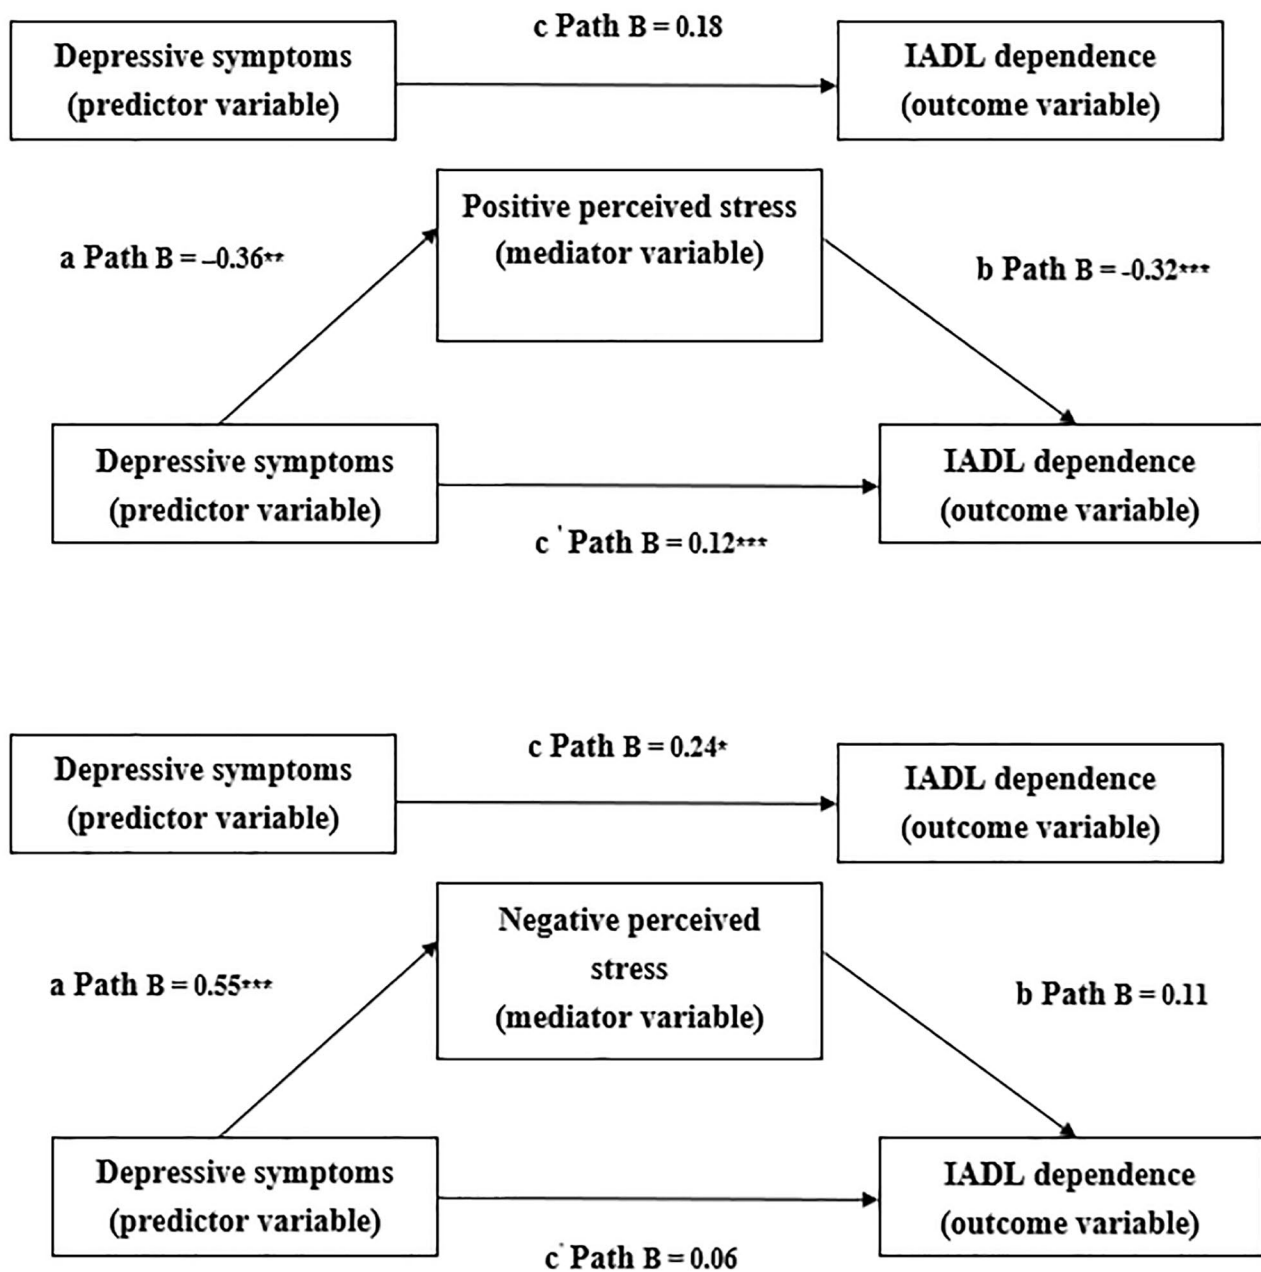 c Path B = 0.18
Depressive symptoms
(predictor variable)
IADL dependence
(outcome variable)
Positive perceived stress
(mediator variable)
a Path B = –0.36**
b Path B = -0.32***
Depressive symptoms
(predictor variable)
IADL dependence
(outcome variable)
c ' Path B = 0.12***
c Path B = 0.24*
Depressive symptoms
(predictor variable)
IADL dependence
(outcome variable)
Negative perceived
stress
(mediator variable)
a Path B = 0.55***
b Path B = 0.11
Depressive symptoms
(predictor variable)
IADL dependence
(outcome variable)
c' Path B = 0.06